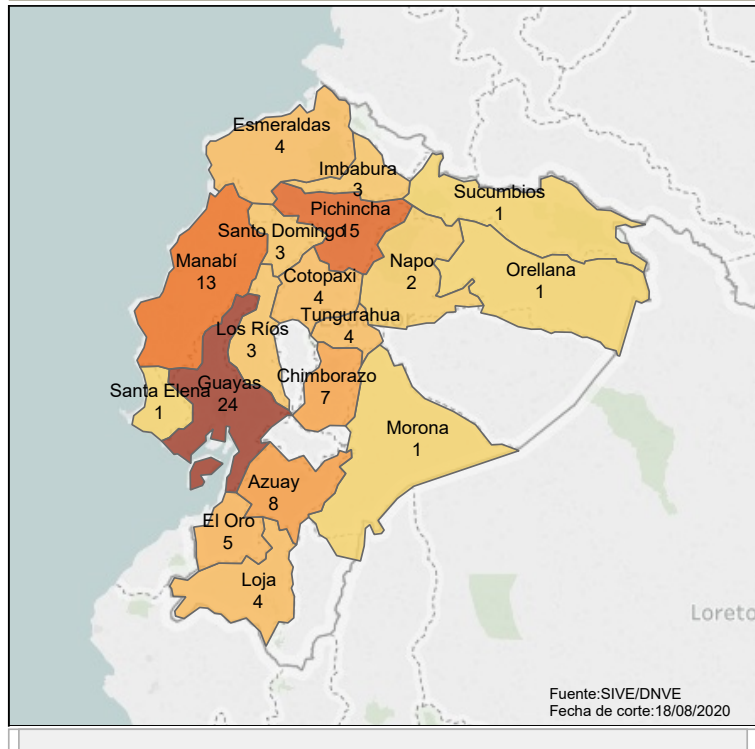 Esmeraldas
4
Imbabura
3
Sucumbios
1
Pichincha
15
Santo Domingo
3
Manabí
13
Cotopaxi
4
Napo
2
Orellana
1
Tungurahua
4
Los Ríos
3
Guayas
24
Chimborazo
7
Santa Elena
1
Morona
1
Azuay
8
El Oro
5
Loja
4
Loreto
Fuente:SIVE/DNVE
Fecha de corte:18/08/2020